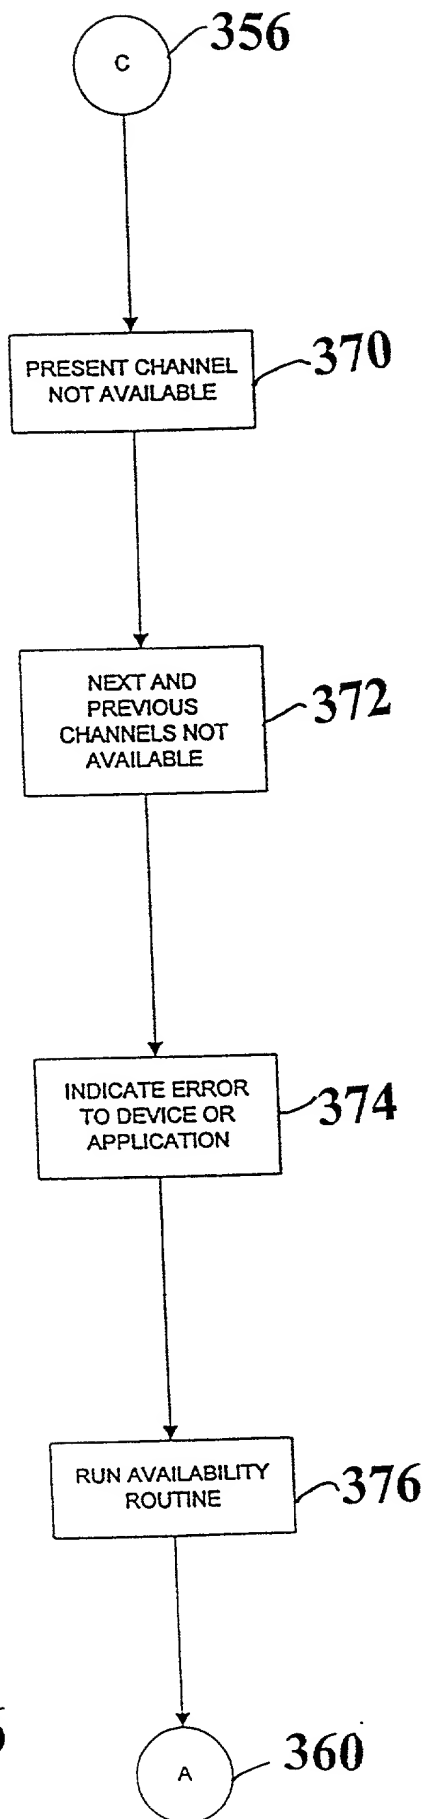 C
356
PRESENT CHANNEL
NOT AVAILABLE
370
NEXT AND
PREVIOUS
CHANNELS NOT
AVAILABLE
372
INDICATE ERROR
TO DEVICE OR
APPLICATION
374
RUN AVAILABILITY
ROUTINE
376
A
360